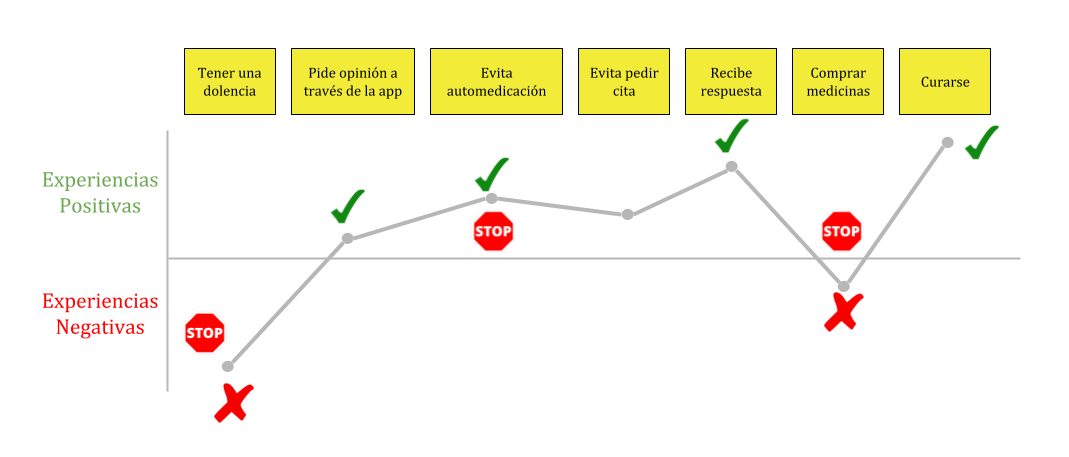 Tener una
dolencia
Pide opinión a
través de la app
Evita
automedicación
Evita pedir
cita
Recibe
respuesta
Comprar
medicinas
Curarse
Experiencias
Positivas
STOP
STOP
Experiencias
Negativas
STOP